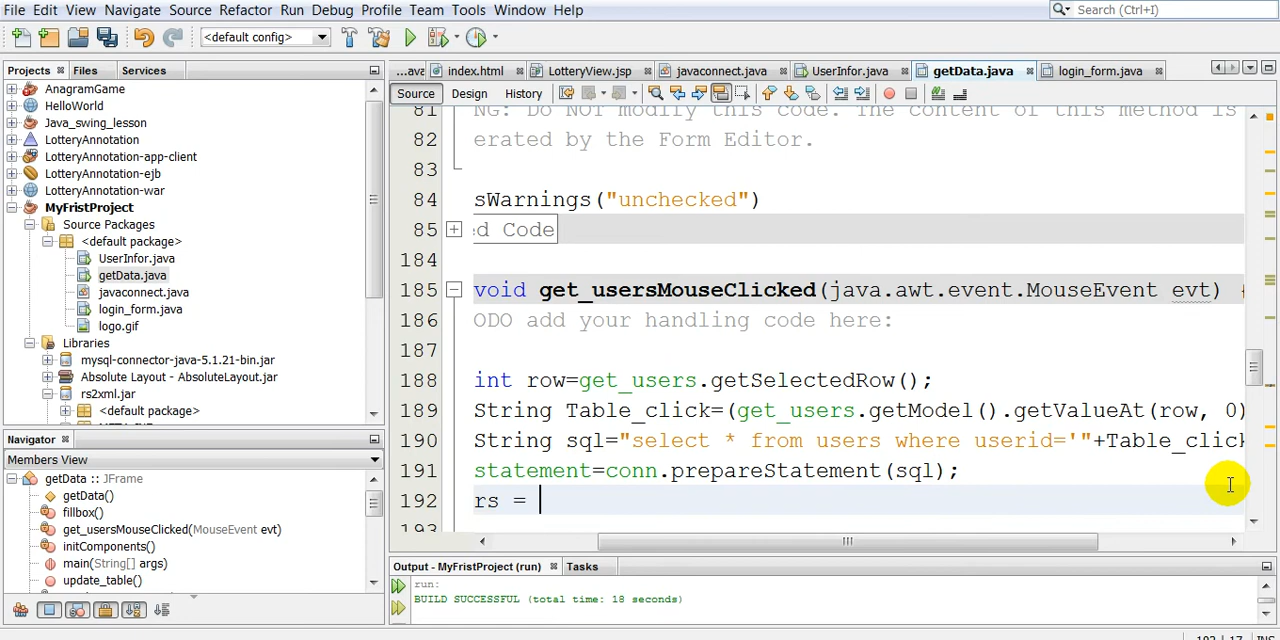 File Edit View Navigate Source Refactor Run Debug Profile Team Tools Window Help
Search (Ctrl+I)
<default config>
Projects Files Services
AnagramGame
HelloWorld
Java_swing_lesson
LotteryAnnotation
LotteryAnnotation-app-client
LotteryAnnotation-ejb
LotteryAnnotation-war
MyFristProject
Source Packages
<default package>
UserInfor.java
getData.java
javaconnect.java
login_form.java
logo.gif
Libraries
mysql-connector-java-5.1.21-bin.jar
Absolute Layout - AbsoluteLayout.jar
rs2xml.jar
<default package>
Navigator
Members View
getData :: JFrame
getData()
fillbox()
get_usersMouseClicked(MouseEvent evt)
initComponents()
main(String[] args)
update_table()
...ava index.html LotteryView.jsp javaconnect.java UserInfor.java getData.java login_form.java
Source Design History
81 NG: Do NOT modify this code. The content of this method is
82 erated by the Form Editor.
83
84 sWarnings("unchecked")
85 ed Code
184
185 void get_usersMouseClicked(java.awt.event.MouseEvent evt) {
186 ODO add your handling code here:
187
188 int row=get_users.getSelectedRow();
189 String Table_click=(get_users.getModel().getValueAt(row, 0)
190 String sql="select * from users where userid='"+Table_click
191 statement=conn.prepareStatement(sql);
192 rs =
193
Output - MyFristProject (run) Tasks
run:
BUILD SUCCESSFUL (total time: 18 seconds)
192 17 INS